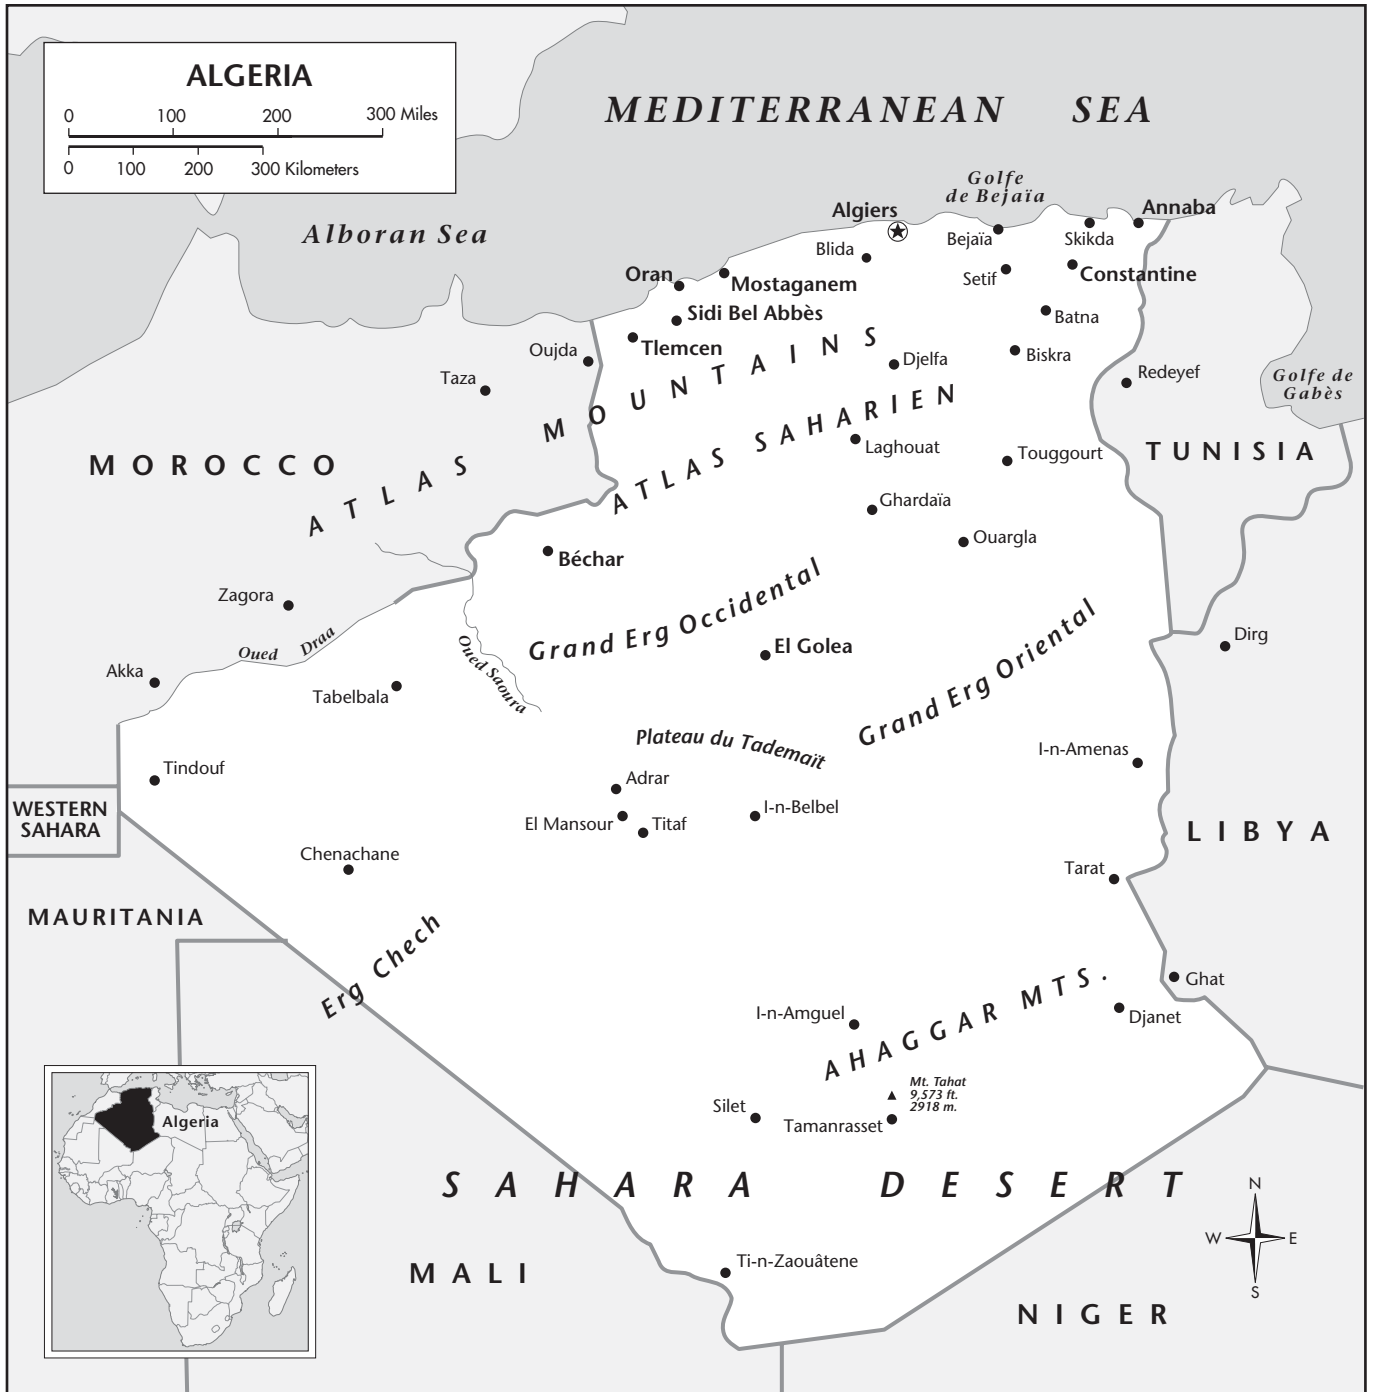 ALGERIA
0 100 200 300 Miles
0 100 200 300 Kilometers
MEDITERRANEAN SEA
Alboran Sea
Golfe
de Bejaïa
Algiers
Annaba
Bejaïa
Skikda
Blida
Setif
Constantine
Oran
Mostaganem
Sidi Bel Abbès
Batna
Tlemcen
Oujda
Djelfa
Biskra
Taza
Redeyef
Golfe de
Gabès
ATLAS MOUNTAINS
ATLAS SAHARIEN
Laghouat
Touggourt
TUNISIA
MOROCCO
Ghardaïa
Ouargla
Béchar
Zagora
Grand Erg Occidental
Oued Draa
Oued Saoura
El Golea
Dirg
Grand Erg Oriental
Akka
Tabelbala
Plateau du Tademaït
I-n-Amenas
Tindouf
Adrar
I-n-Belbel
El Mansour
Titaf
WESTERN
SAHARA
LIBYA
Chenachane
Tarat
MAURITANIA
Erg Chech
Ghat
I-n-Amguel
AHAGGAR MTS.
Djanet
Mt. Tahat
9,573 ft.
2918 m.
Silet
Tamanrasset
Algeria
SAHARA DESERT
N
W E
S
Ti-n-Zaouâtene
MALI
NIGER